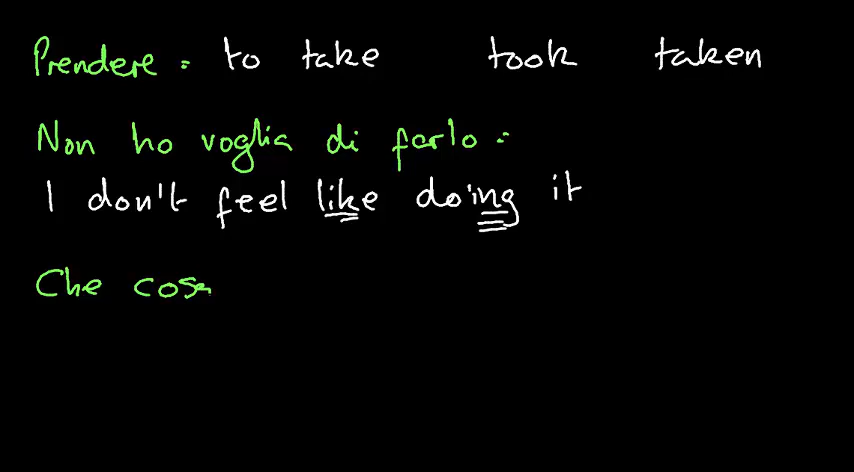 Prendere = to take took taken
Non ho voglia di farlo =
I don't feel like doing it
Che cosa